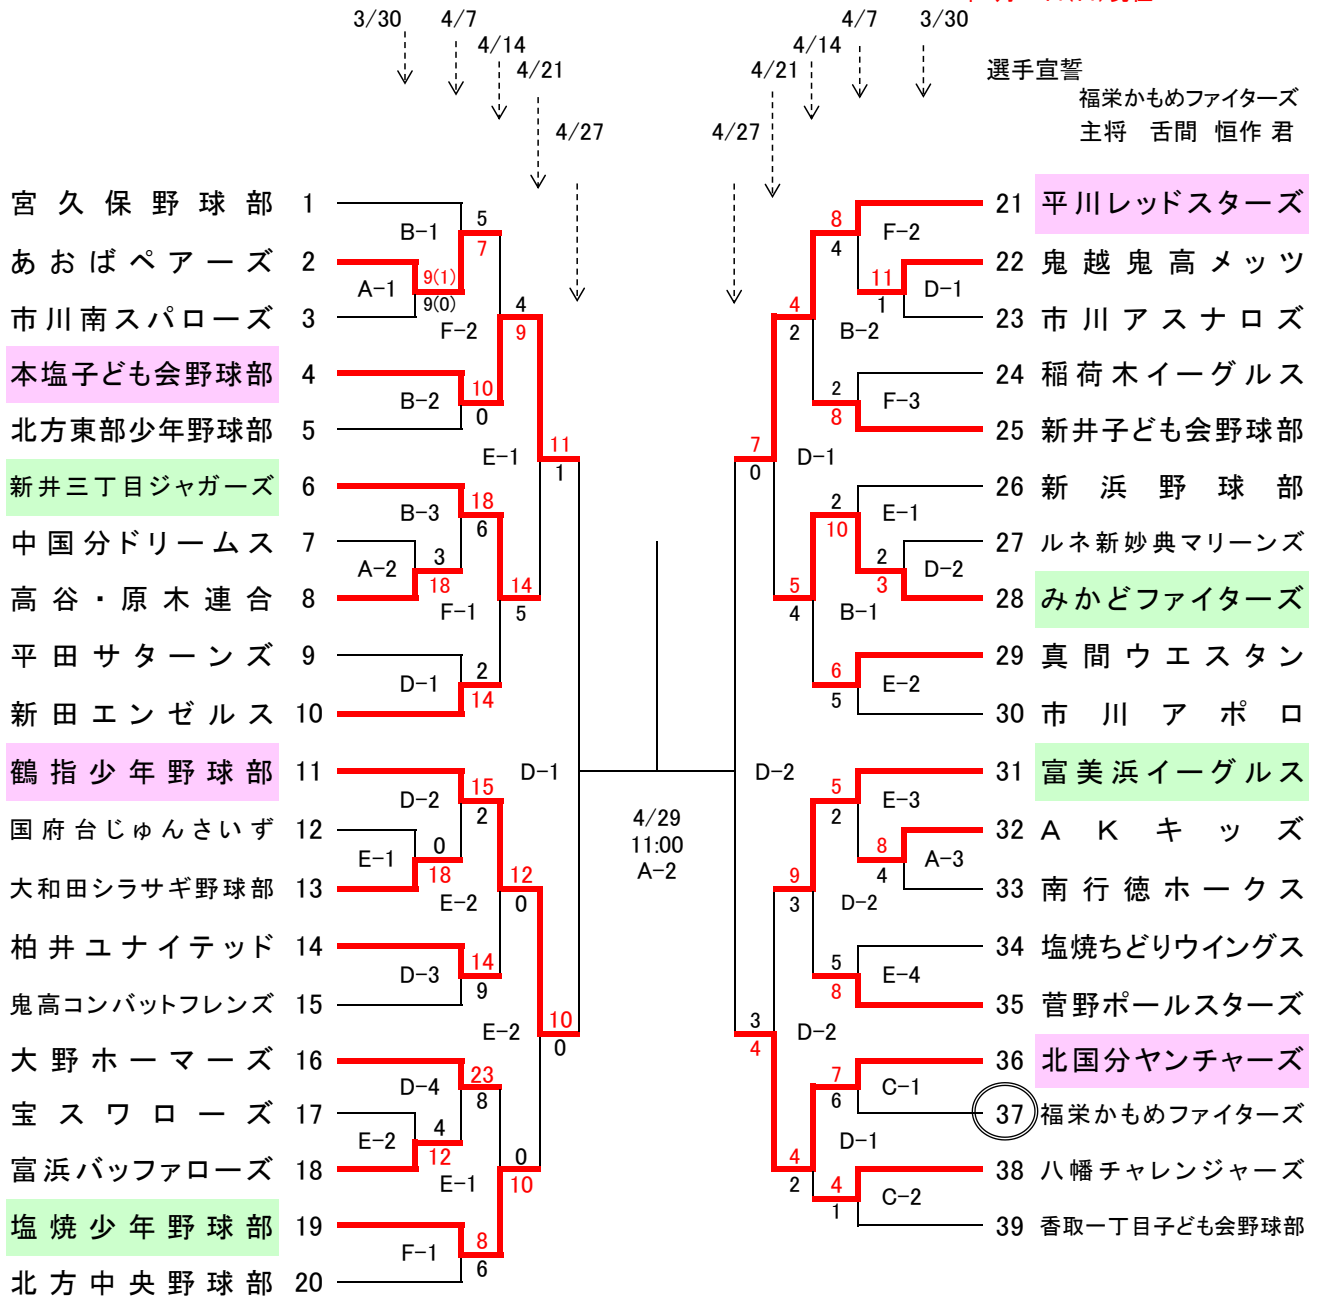 3/30 4/7 4/14 4/21 4/27
4/27 4/21 4/14 4/7 3/30
選手宣誓
福栄かもめファイターズ
主将 舌間 恒作 君
宮久保野球部 1
あおばペアーズ 2
市川南スパローズ 3
本塩子ども会野球部 4
北方東部少年野球部 5
新井三丁目ジャガーズ 6
中国分ドリームス 7
高谷・原木連合 8
平田サターンズ 9
新田エンゼルス 10
鶴指少年野球部 11
国府台じゅんさいず 12
大和田シラサギ野球部 13
柏井ユナイテッド 14
鬼高コンバットフレンズ 15
大野ホーマーズ 16
宝スワローズ 17
富浜バッファローズ 18
塩焼少年野球部 19
北方中央野球部 20
B-1 5 7
A-1 9(1) 9(0)
F-2 4 9
B-2 10 0
E-1 11 1
B-3 18 6
A-2 3 18
F-1 14 5
D-1 2 14
D-1
D-2 15 2
E-1 0 18
E-2 12 0
D-3 14 9
E-2 10 0
D-4 23 8
E-2 4 12
E-1 0 10
F-1 8 6
4/29
11:00
A-2
8 4 F-2
11 1 D-1
4 2 B-2
2 8 F-3
7 0 D-1
2 10 E-1
2 3 D-2
5 4 B-1
6 5 E-2
D-2
5 2 E-3
8 4 A-3
9 3 D-2
5 8 E-4
3 4 D-2
7 6 C-1
4 2 D-1
4 1 C-2
21 平川レッドスターズ
22 鬼越鬼高メッツ
23 市川アスナロズ
24 稲荷木イーグルス
25 新井子ども会野球部
26 新浜野球部
27 ルネ新妙典マリーンズ
28 みかどファイターズ
29 真間ウエスタン
30 市川アポロ
31 富美浜イーグルス
32 AKキッズ
33 南行徳ホークス
34 塩焼ちどりウイングス
35 菅野ポールスターズ
36 北国分ヤンチャーズ
37 福栄かもめファイターズ
38 八幡チャレンジャーズ
39 香取一丁目子ども会野球部